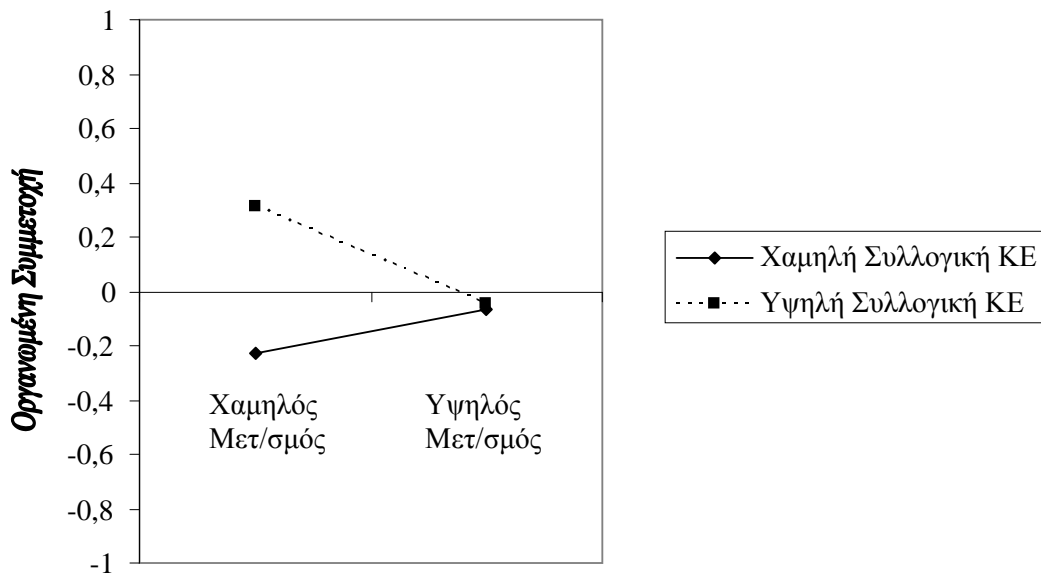 1
0,8
0,6
0,4
0,2
0
-0,2
-0,4
-0,6
-0,8
-1
Οργανωμένη Συμμετοχή
Χαμηλός
Μετ/σμός
Υψηλός
Μετ/σμός
Χαμηλή Συλλογική ΚΕ
Υψηλή Συλλογική ΚΕ